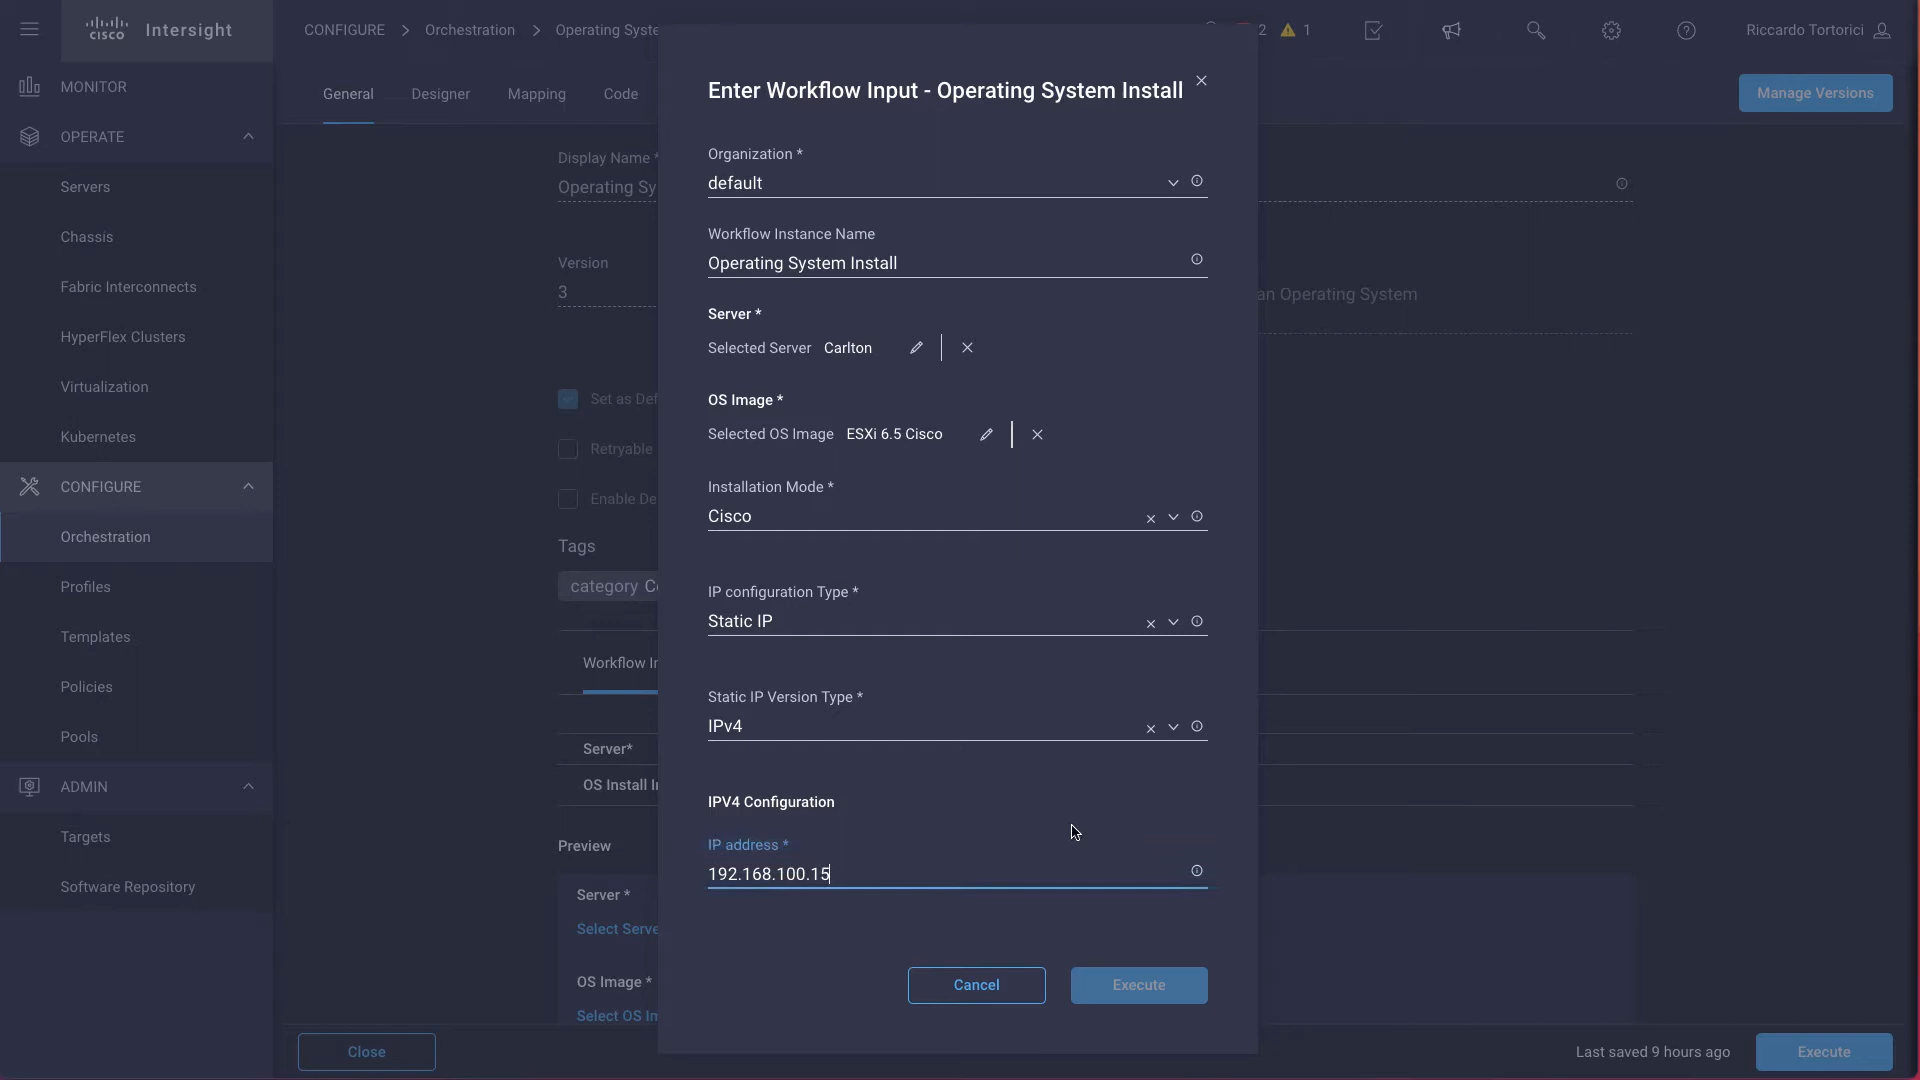 cisco Intersight
CONFIGURE > Orchestration > Operating Syste
2 1
Riccardo Tortorici
MONITOR
OPERATE
Servers
Chassis
Fabric Interconnects
HyperFlex Clusters
Virtualization
Kubernetes
CONFIGURE
Orchestration
Profiles
Templates
Policies
Pools
ADMIN
Targets
Software Repository
General Designer Mapping Code
Manage Versions
Display Name *
Operating Sy
Version
3
an Operating System
Set as Def
Retryable
Enable De
Tags
category Co
Workflow In
Server*
OS Install In
Preview
Server *
Select Serve
OS Image *
Select OS Im
Close
Last saved 9 hours ago
Execute
Enter Workflow Input - Operating System Install
Organization *
default
Workflow Instance Name
Operating System Install
Server *
Selected Server Carlton
OS Image *
Selected OS Image ESXi 6.5 Cisco
Installation Mode *
Cisco
IP configuration Type *
Static IP
Static IP Version Type *
IPv4
IPV4 Configuration
IP address *
192.168.100.15
Cancel
Execute